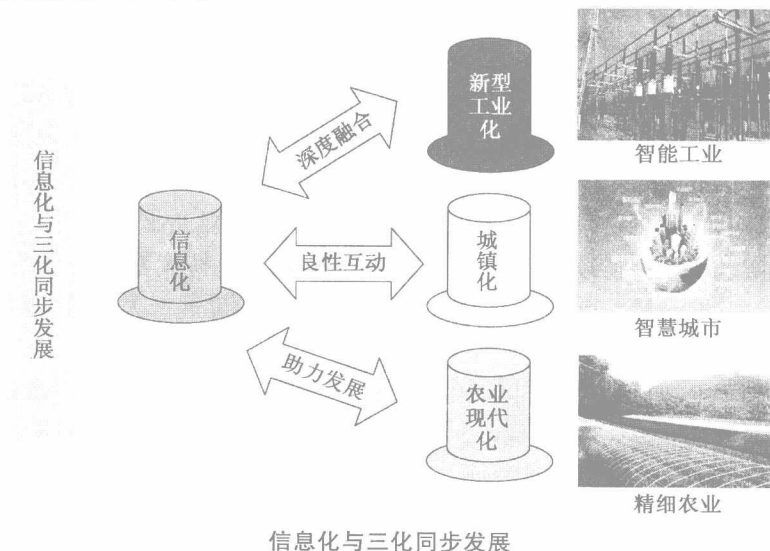 信息化与三化同步发展
信息化
深度融合
良性互动
助力发展
新型
工业
化
城镇化
农业
现代
化
智能工业
智慧城市
精细农业
信息化与三化同步发展